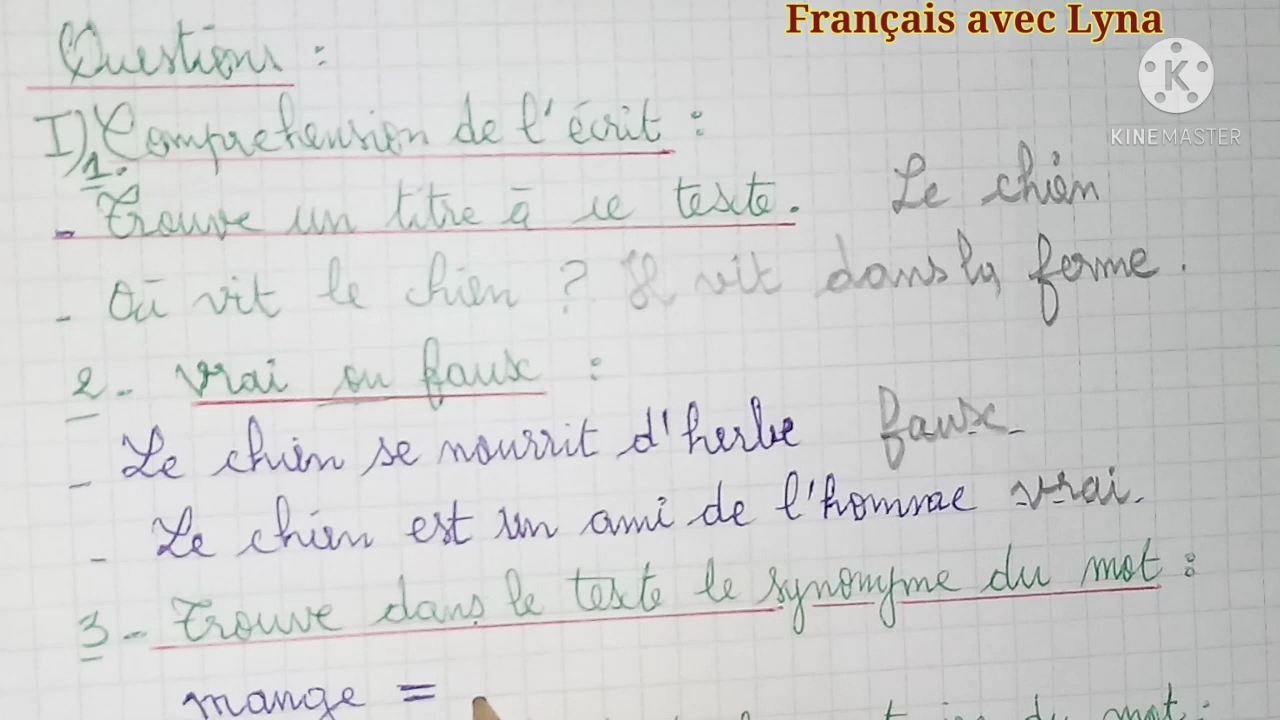 Français avec Lyna
KINEMASTER
Questions :
I) Compréhension de l'écrit :
1.
- Trouve un titre à ce texte. Le chien
- Où vit le chien ? Il vit dans la ferme.
2 - Vrai ou faux :
- Le chien se nourrit d'herbe faux.
- Le chien est un ami de l'homme vrai.
3 - Trouve dans le texte le synonyme du mot :
mange =
du mot :